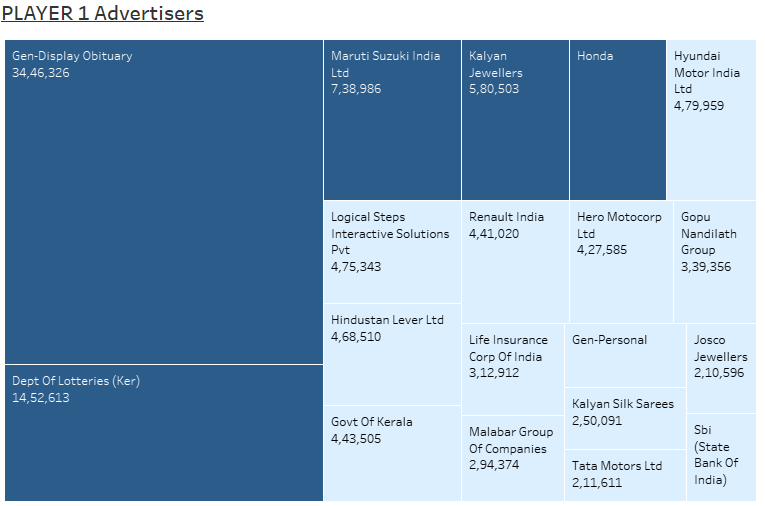 PLAYER 1 Advertisers
Gen-Display Obituary
34,46,326
Dept Of Lotteries (Ker)
14,52,613
Maruti Suzuki India
Ltd
7,38,986
Kalyan
Jewellers
5,80,503
Honda
Hyundai
Motor India
Ltd
4,79,959
Logical Steps
Interactive Solutions
Pvt
4,75,343
Hindustan Lever Ltd
4,68,510
Govt Of Kerala
4,43,505
Renault India
4,41,020
Hero Motocorp
Ltd
4,27,585
Gopu
Nandilath
Group
3,39,356
Life Insurance
Corp Of India
3,12,912
Malabar Group
Of Companies
2,94,374
Gen-Personal
Kalyan Silk Sarees
2,50,091
Tata Motors Ltd
2,11,611
Josco
Jewellers
2,10,596
Sbi
(State
Bank Of
India)